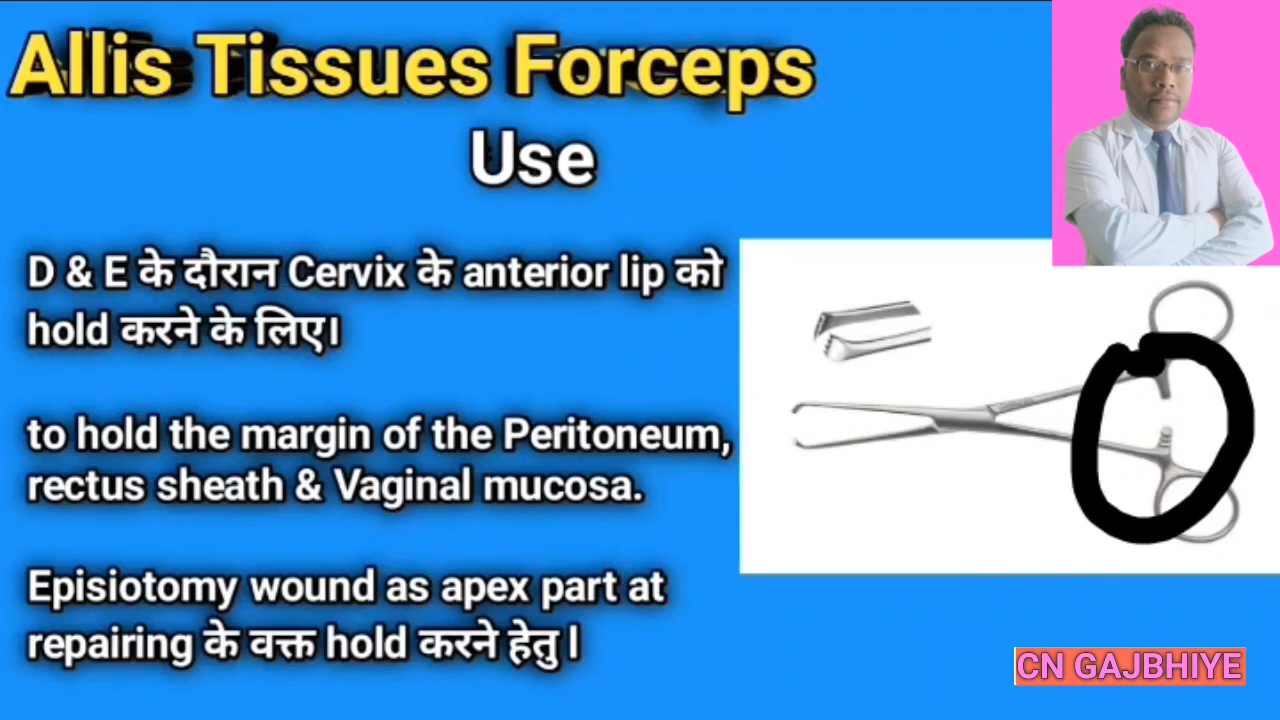 Allis Tissues Forceps
Use
D & E के दौरान Cervix के anterior lip को
hold करने के लिए।
to hold the margin of the Peritoneum,
rectus sheath & Vaginal mucosa.
Episiotomy wound as apex part at
repairing के वक्त hold करने हेतु l
CN GAJBHIYE